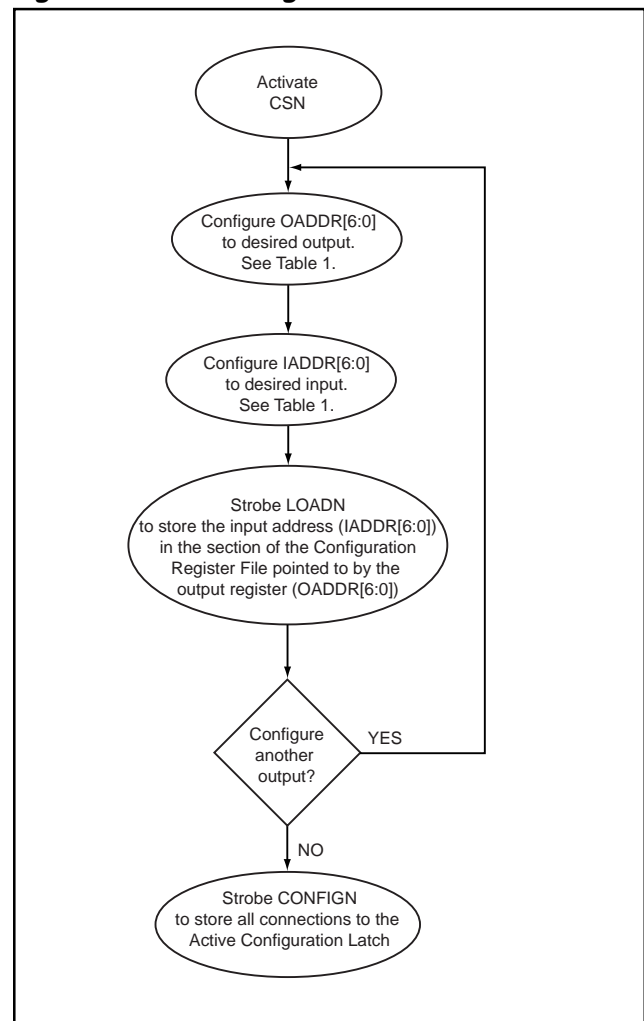 Activate
CSN
Configure OADDR[6:0]
to desired output.
See Table 1.
Configure IADDR[6:0]
to desired input.
See Table 1.
Strobe LOADN
to store the input address (IADDR[6:0])
in the section of the Configuration
Register File pointed to by the
output register (OADDR[6:0])
Configure
another
output?
YES
NO
Strobe CONFIGN
to store all connections to the
Active Configuration Latch